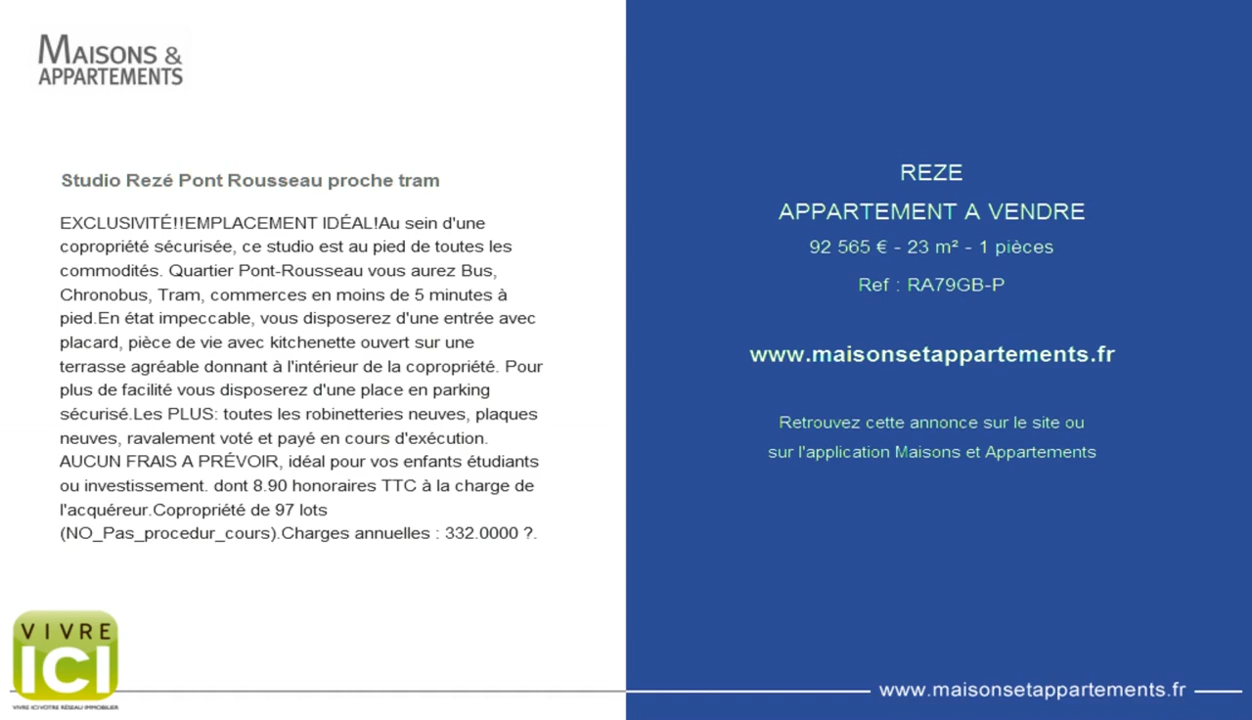 MAISONS &
APPARTEMENTS
Studio Rezé Pont Rousseau proche tram
EXCLUSIVITÉ!!EMPLACEMENT IDÉAL!Au sein d'une
copropriété sécurisée, ce studio est au pied de toutes les
commodités. Quartier Pont-Rousseau vous aurez Bus,
Chronobus, Tram, commerces en moins de 5 minutes à
pied.En état impeccable, vous disposerez d'une entrée avec
placard, pièce de vie avec kitchenette ouvert sur une
terrasse agréable donnant à l'intérieur de la copropriété. Pour
plus de facilité vous disposerez d'une place en parking
sécurisé.Les PLUS: toutes les robinetteries neuves, plaques
neuves, ravalement voté et payé en cours d'exécution.
AUCUN FRAIS A PRÉVOIR, idéal pour vos enfants étudiants
ou investissement. dont 8.90 honoraires TTC à la charge de
l'acquéreur.Copropriété de 97 lots
(NO_Pas_procedur_cours).Charges annuelles : 332.0000 ?.
VIVRE
ICI
VIVRE ICI VOTRE RÉSEAU IMMOBILIER
REZE
APPARTEMENT A VENDRE
92 565 € - 23 m² - 1 pièces
Ref : RA79GB-P
www.maisonsetappartements.fr
Retrouvez cette annonce sur le site ou
sur l'application Maisons et Appartements
www.maisonsetappartements.fr